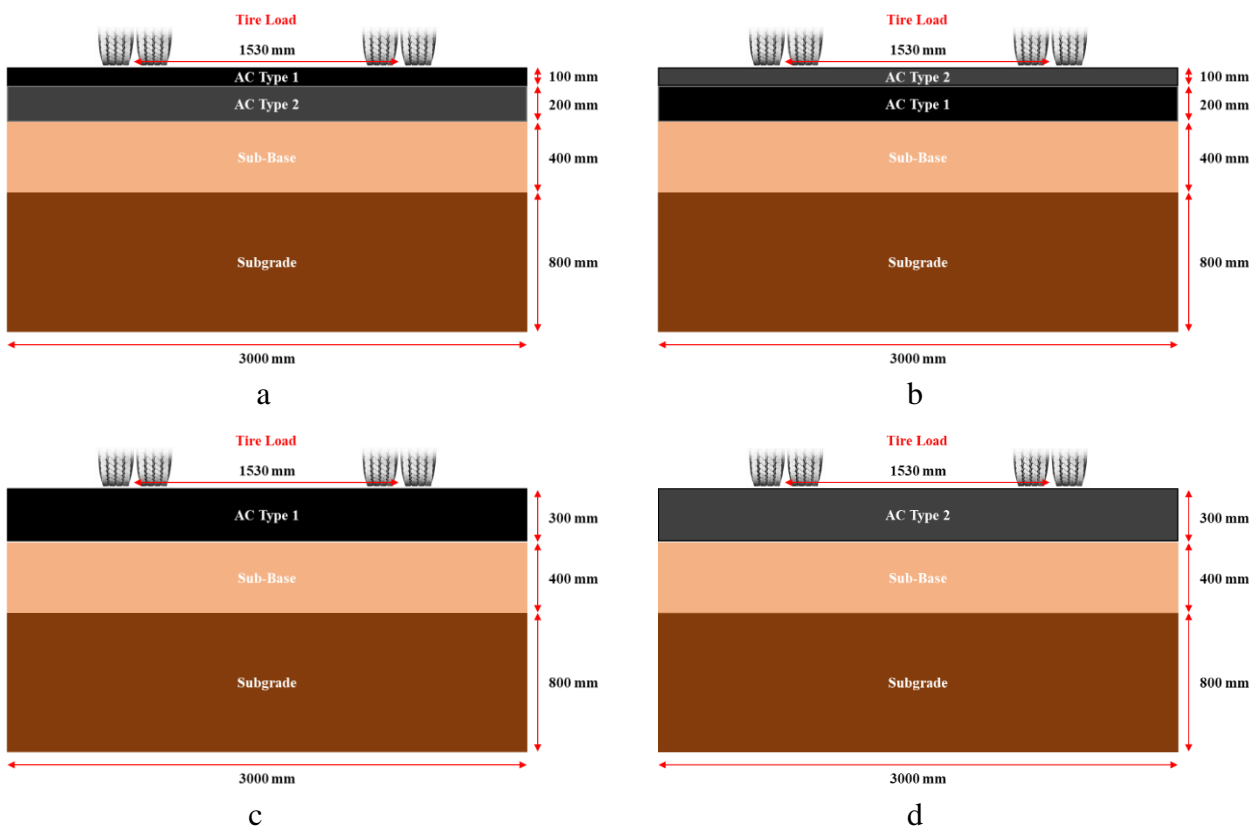 Tire Load
1530 mm
AC Type 1
100 mm
AC Type 2
200 mm
Sub-Base
400 mm
Subgrade
800 mm
3000 mm
a
Tire Load
1530 mm
AC Type 2
100 mm
AC Type 1
200 mm
Sub-Base
400 mm
Subgrade
800 mm
3000 mm
b
Tire Load
1530 mm
AC Type 1
300 mm
Sub-Base
400 mm
Subgrade
800 mm
3000 mm
c
Tire Load
1530 mm
AC Type 2
300 mm
Sub-Base
400 mm
Subgrade
800 mm
3000 mm
d